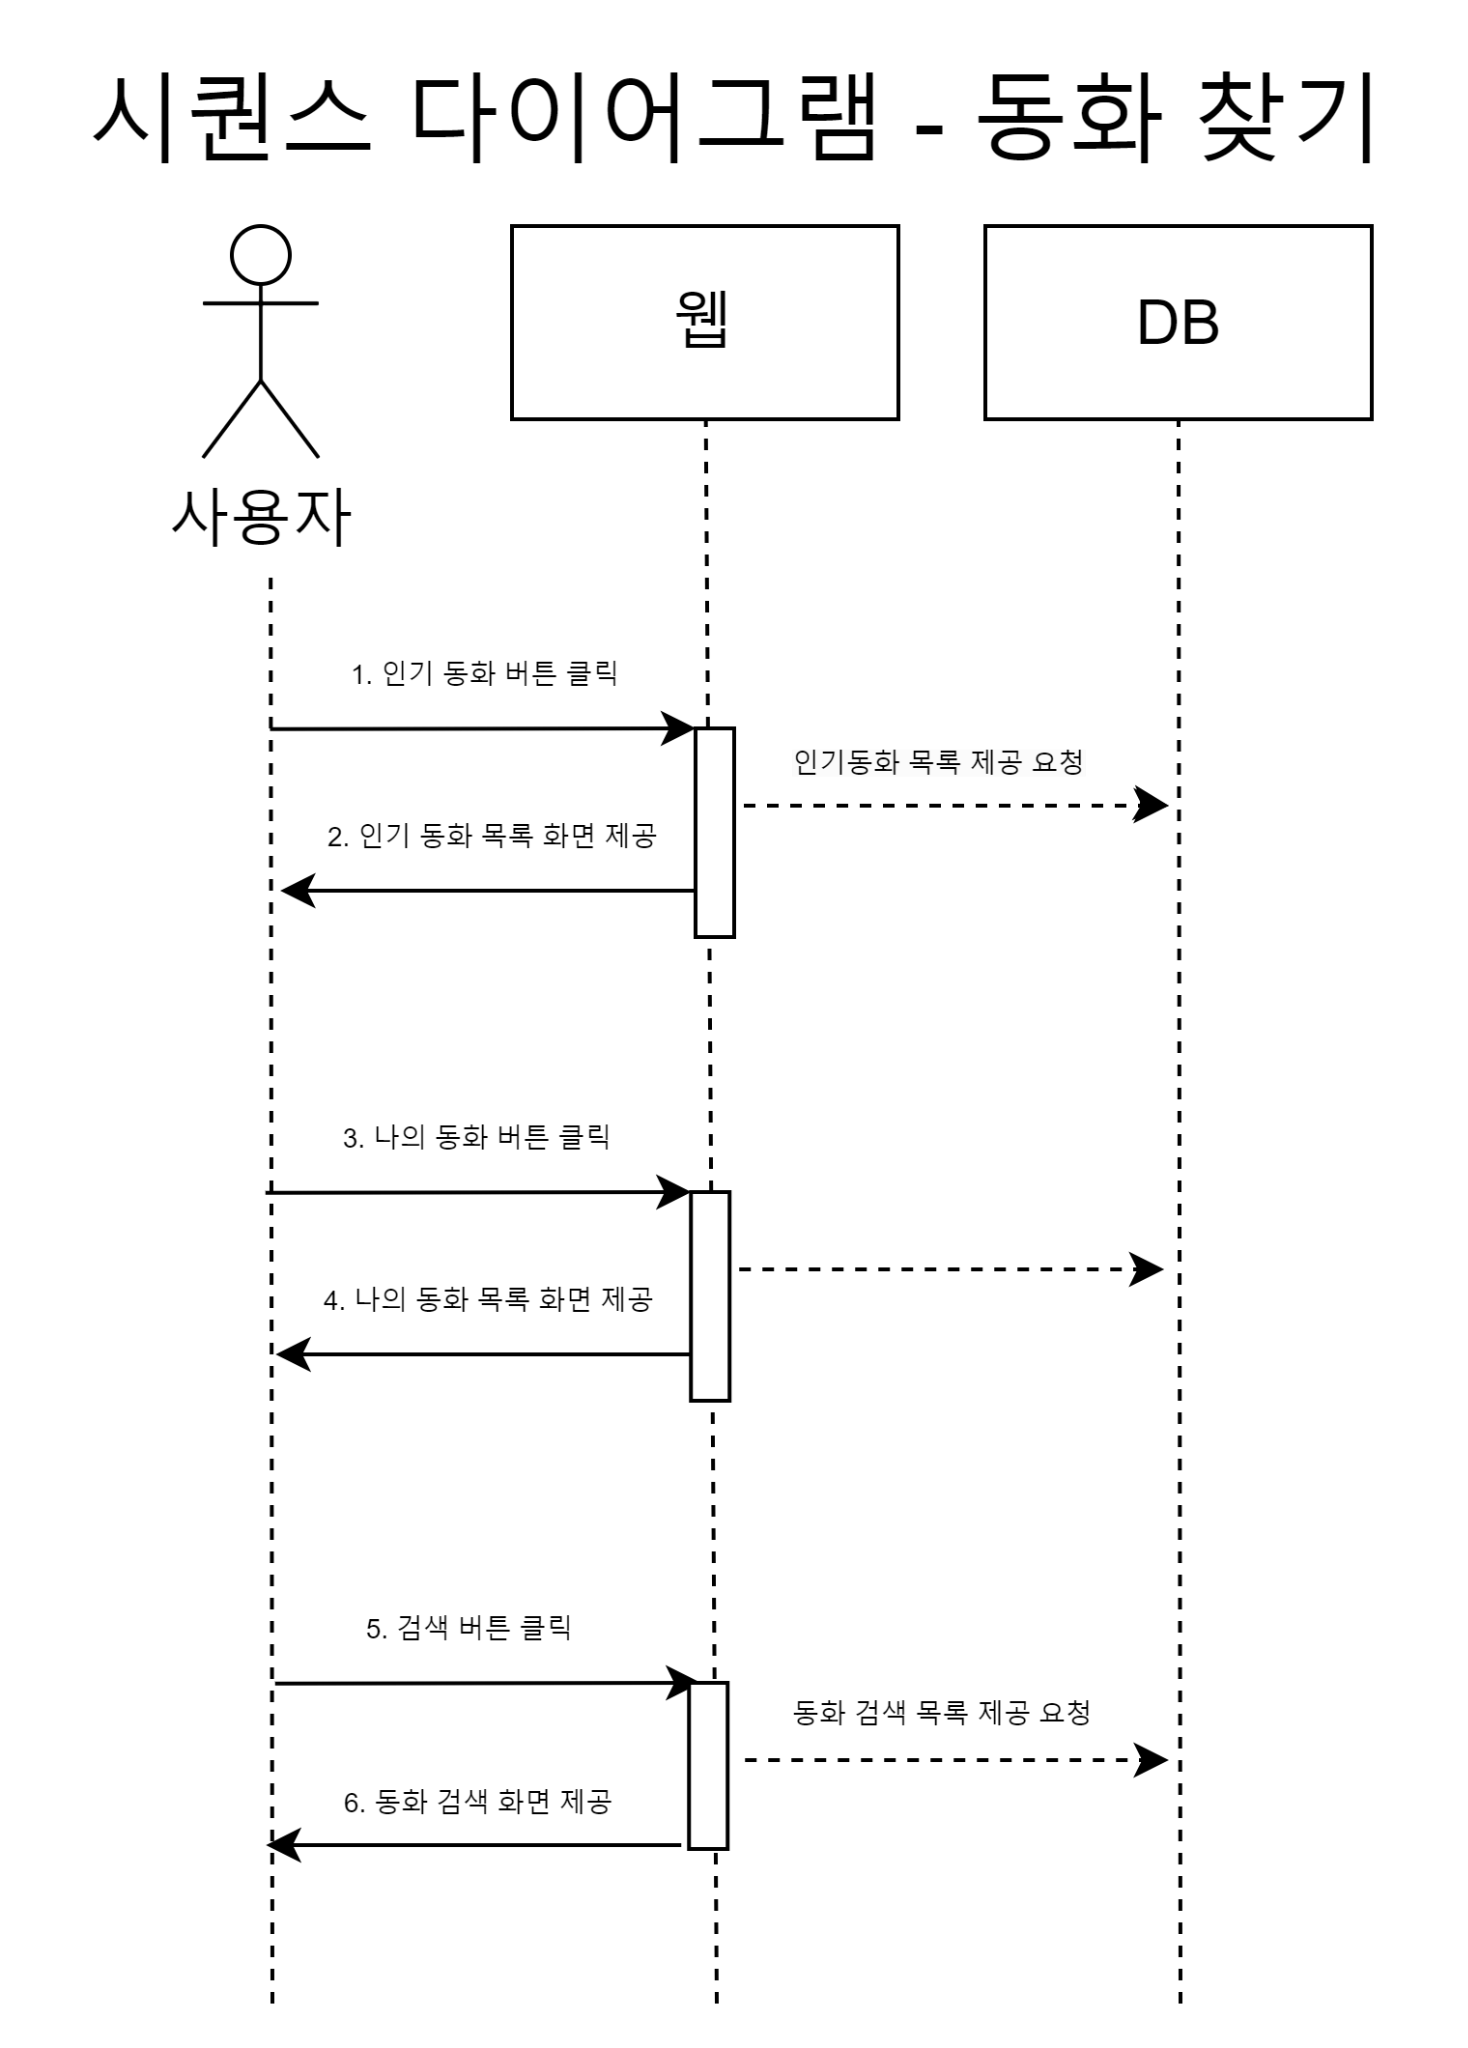 시퀀스 다이어그램 - 동화 찾기
웹
DB
사용자
1. 인기 동화 버튼 클릭
인기동화 목록 제공 요청
2. 인기 동화 목록 화면 제공
3. 나의 동화 버튼 클릭
4. 나의 동화 목록 화면 제공
5. 검색 버튼 클릭
동화 검색 목록 제공 요청
6. 동화 검색 화면 제공